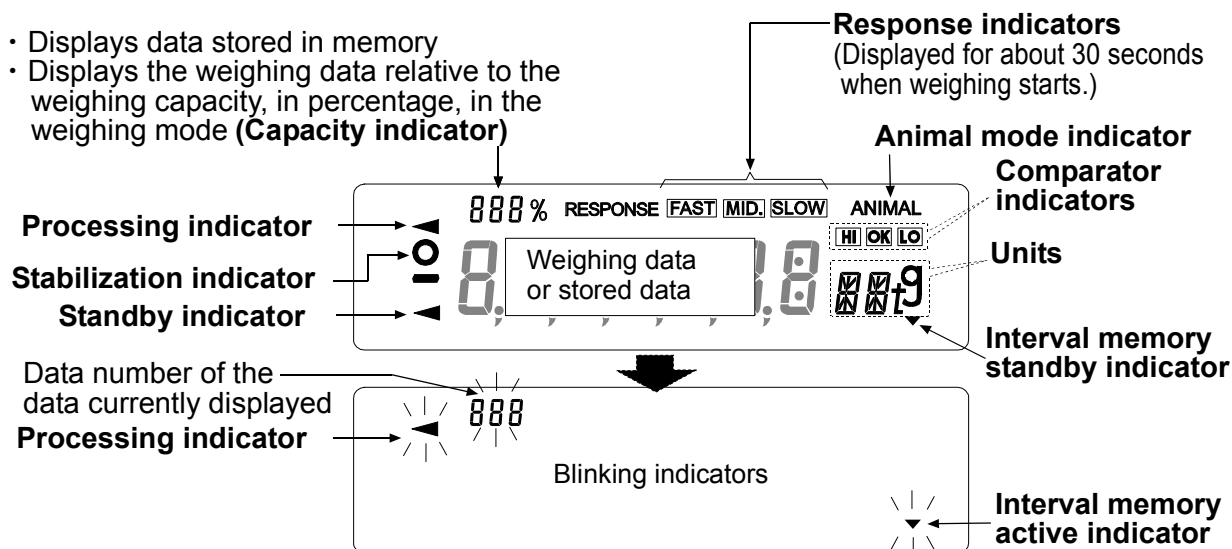 ・Displays data stored in memory
・Displays the weighing data relative to the
weighing capacity, in percentage, in the
weighing mode (Capacity indicator)
Response indicators
(Displayed for about 30 seconds
when weighing starts.)
Animal mode indicator
Comparator
indicators
Units
Processing indicator
Stabilization indicator
Standby indicator
888% RESPONSE FAST MID. SLOW ANIMAL
HI OK LO
Weighing data
or stored data
88tg
Interval memory
standby indicator
Data number of the
data currently displayed
Processing indicator
888
Blinking indicators
Interval memory
active indicator